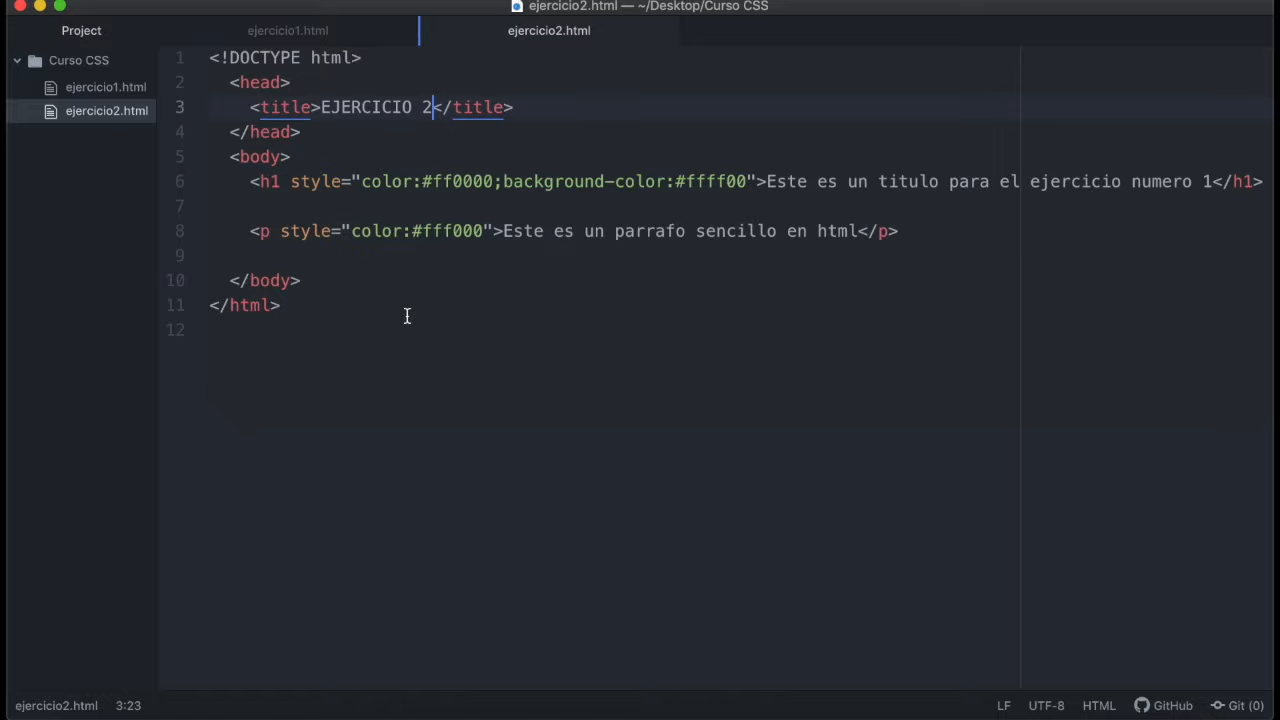 ejercicio2.html — ~/Desktop/Curso CSS
Project
ejercicio1.html
ejercicio2.html
Curso CSS
ejercicio1.html
ejercicio2.html
1 <!DOCTYPE html>
2 <head>
3 <title>EJERCICIO 2</title>
4 </head>
5 <body>
6 <h1 style="color:#ff0000;background-color:#ffff00">Este es un titulo para el ejercicio numero 1</h1>
7
8 <p style="color:#fff000">Este es un parrafo sencillo en html</p>
9
10 </body>
11 </html>
12
ejercicio2.html 3:23 LF UTF-8 HTML GitHub Git (0)